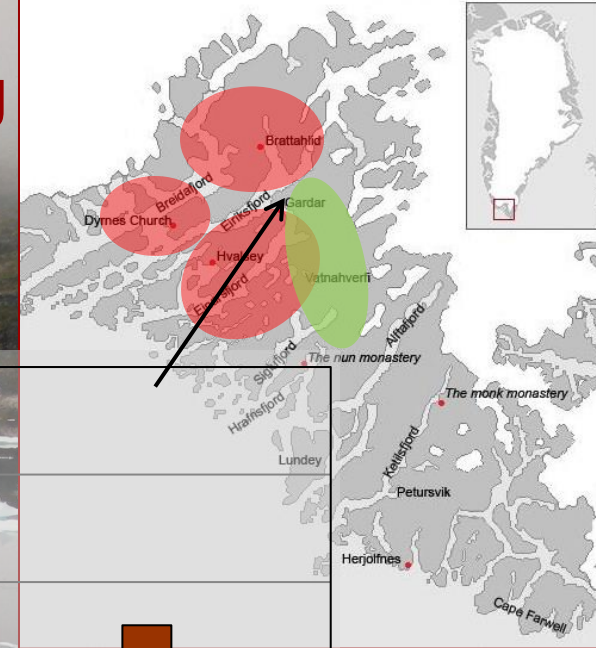 Brattahlid
Breidafjord
Eiriksfjord
Gardar
Dyrnes Church
Hvalsey
Vatnahverfi
Einarsfjord
Alftafjord
Siglufjord
The nun monastery
The monk monastery
Hrafnsfjord
Ketilsfjord
Lundey
Petursvik
Herjolfnes
Cape Farwell